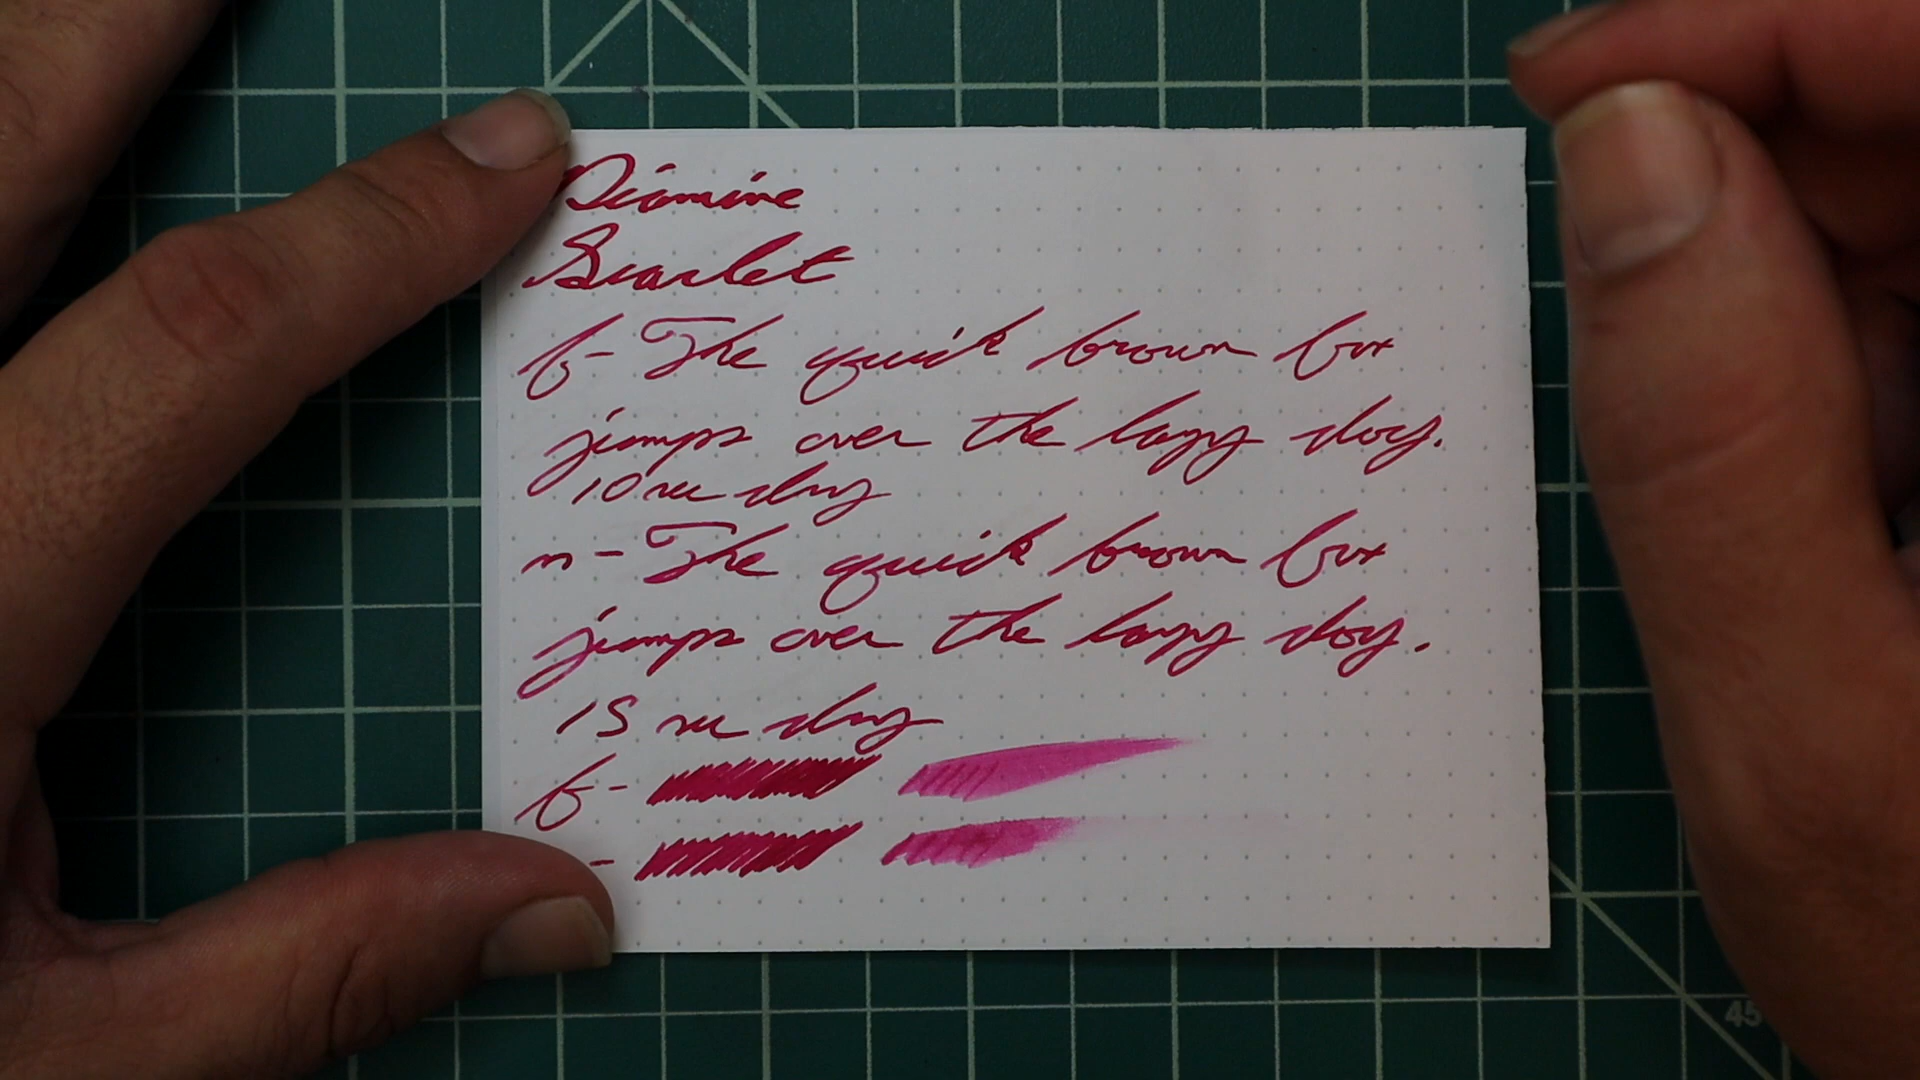 Diamine
Scarlet
f- The quick brown fox
jumps over the lazy dog.
10 sec dry
m - The quick brown fox
jumps over the lazy dog.
15 sec dry
f -
-
45